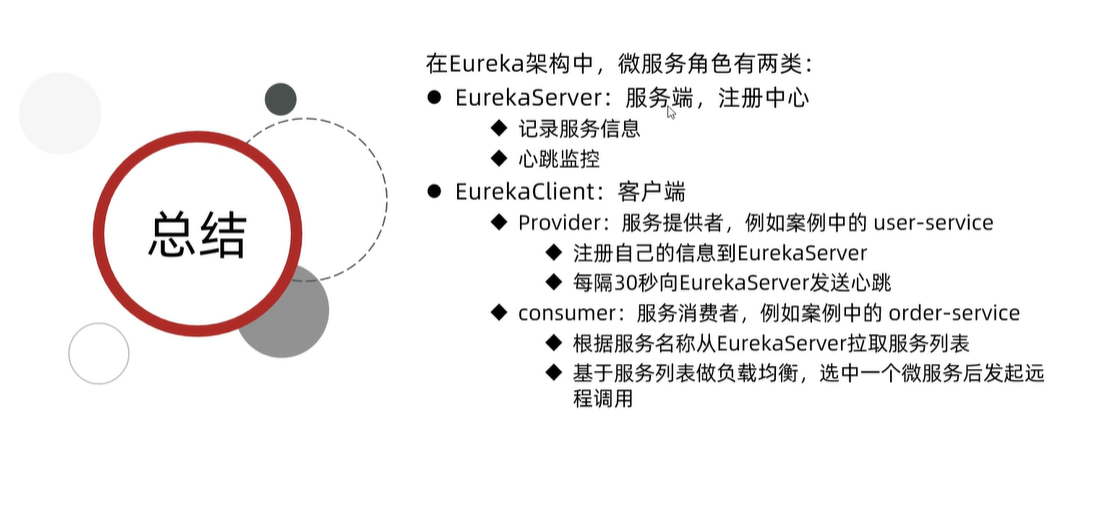 总结
在Eureka架构中，微服务角色有两类：
● EurekaServer：服务端，注册中心
◆ 记录服务信息
◆ 心跳监控
● EurekaClient：客户端
◆ Provider：服务提供者，例如案例中的 user-service
◆ 注册自己的信息到EurekaServer
◆ 每隔30秒向EurekaServer发送心跳
◆ consumer：服务消费者，例如案例中的 order-service
◆ 根据服务名称从EurekaServer拉取服务列表
◆ 基于服务列表做负载均衡，选中一个微服务后发起远
程调用